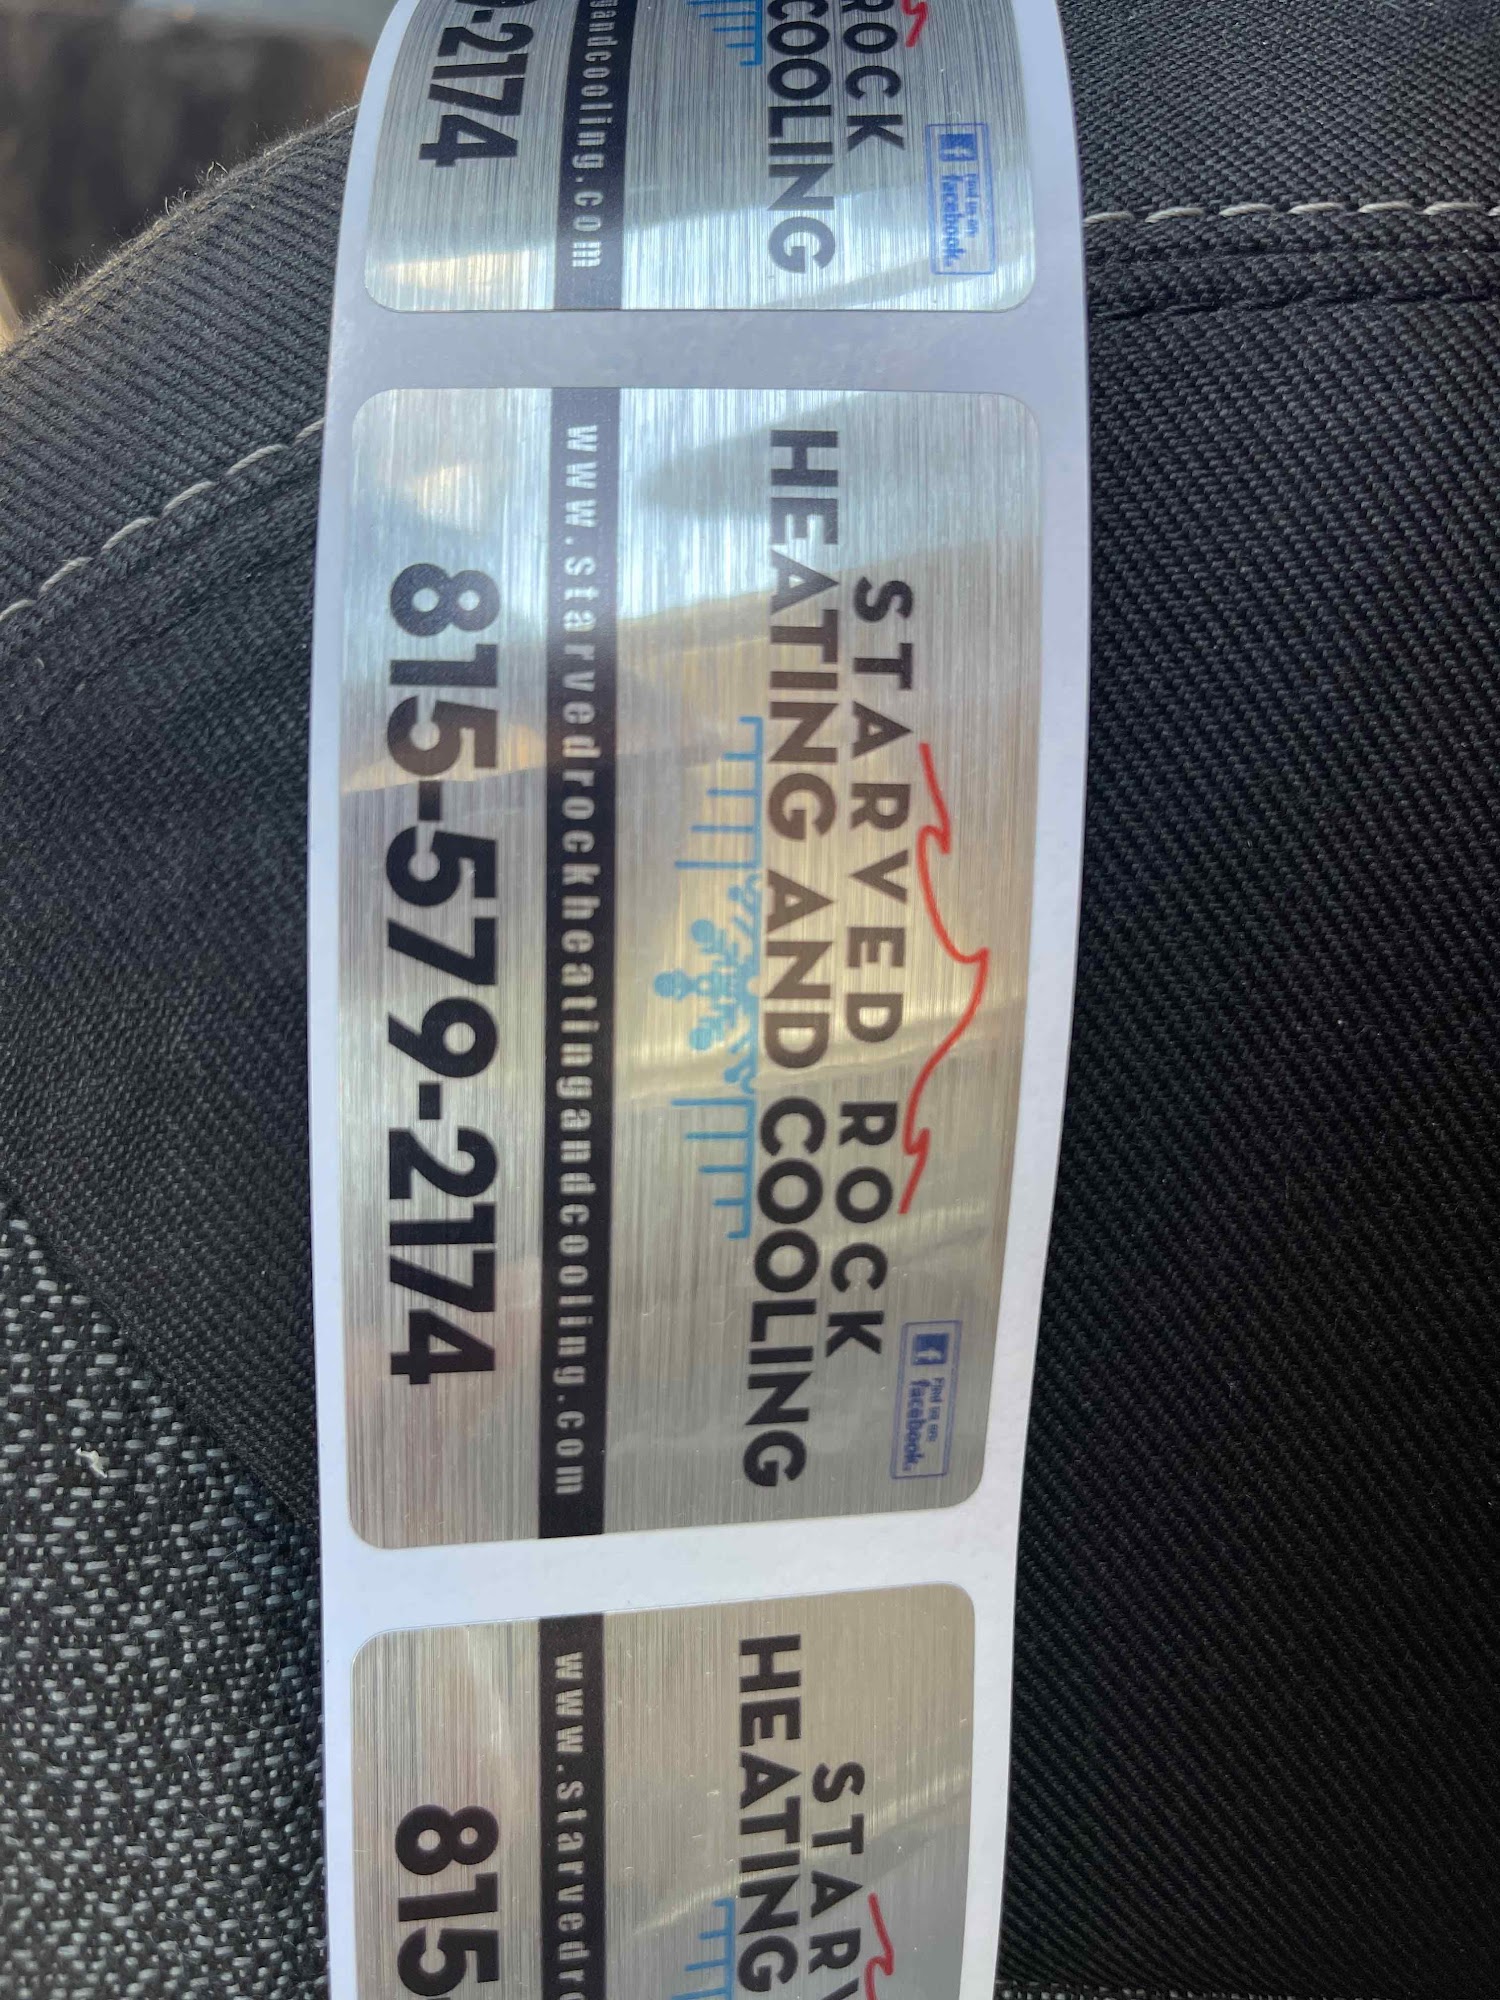 ROCK
COOLING
andcooling.com
-2174
Find us on
facebook.
STARVED ROCK
HEATING AND COOLING
www.starvedrockheatingandcooling.com
815-579-2174
Find us on
facebook.
STARV
HEATING
www.starved
815